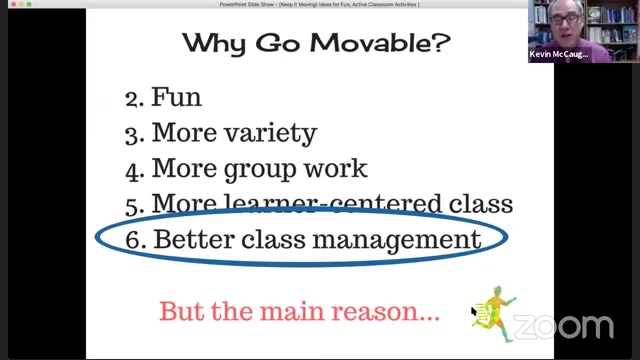 PowerPoint Slide Show - [Keep It Moving! Ideas for Fun, Active Classroom Activities ]
Kevin McCaug...
Why Go Movable?
2. Fun
3. More variety
4. More group work
5. More learner-centered class
6. Better class management
But the main reason...
zoom